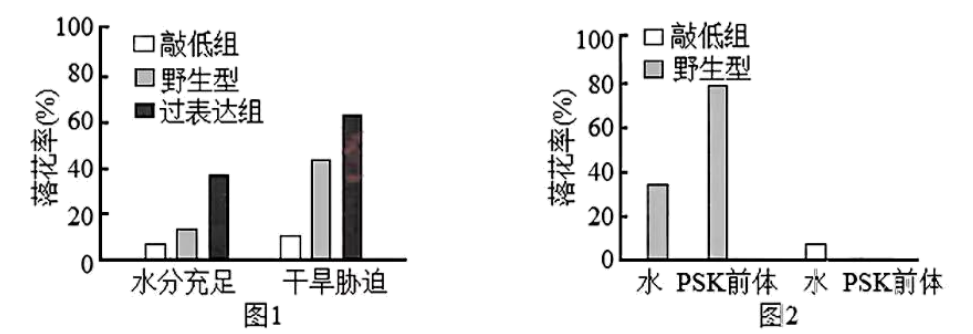 100
80
60
40
20
0
落花率(%)
敲低组
野生型
过表达组
水分充足 干旱胁迫
图1
100
80
60
40
20
0
落花率(%)
敲低组
野生型
水 PSK前体 水 PSK前体
图2